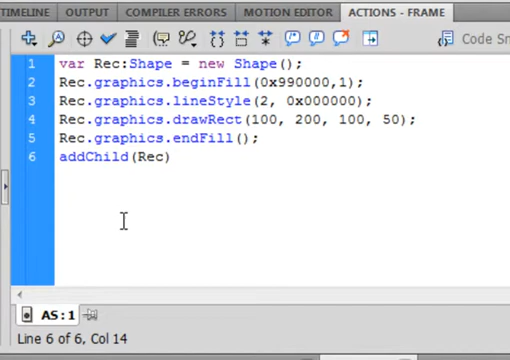 TIMELINE OUTPUT COMPILER ERRORS MOTION EDITOR ACTIONS - FRAME
Code Sn
1 var Rec:Shape = new Shape();
2 Rec.graphics.beginFill(0x990000,1);
3 Rec.graphics.lineStyle(2, 0x000000);
4 Rec.graphics.drawRect(100, 200, 100, 50);
5 Rec.graphics.endFill();
6 addChild(Rec)
AS:1
Line 6 of 6, Col 14